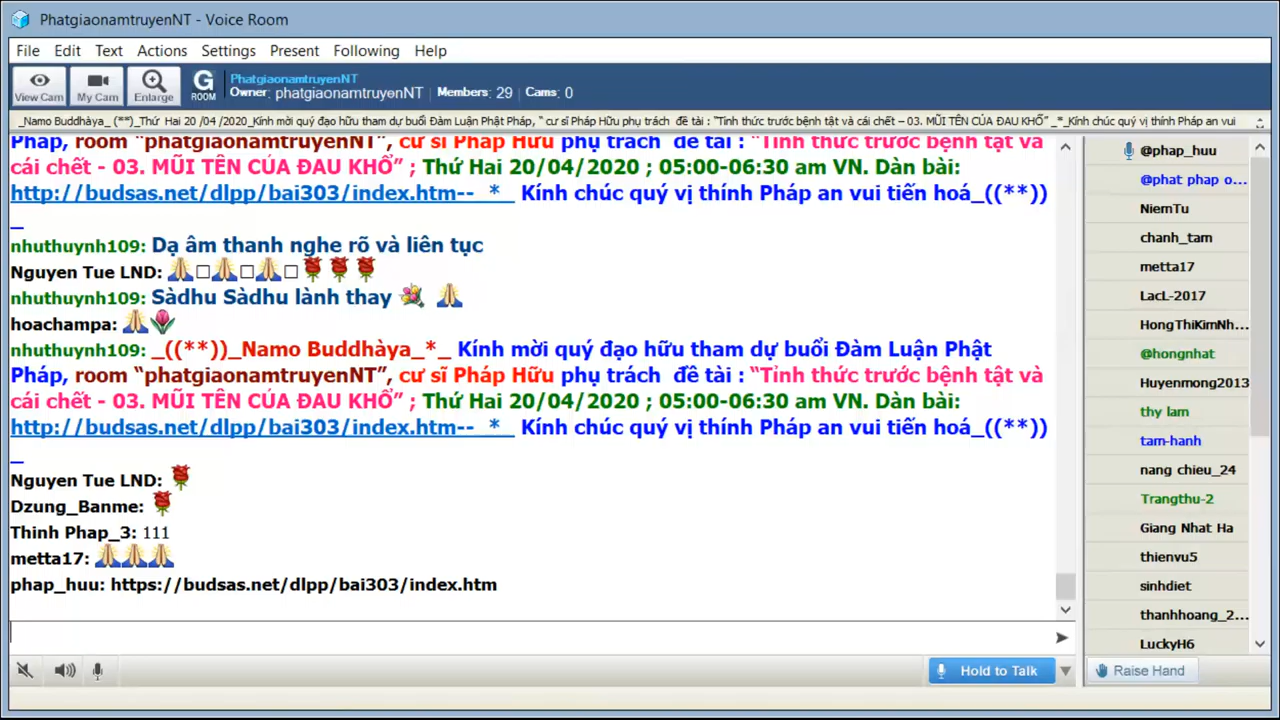 PhatgiaonamtruyenNT - Voice Room
File Edit Text Actions Settings Present Following Help
View Cam My Cam Enlarge G ROOM
PhatgiaonamtruyenNT
Owner: phatgiaonamtruyenNT Members: 29 Cams: 0
_Namo Buddhàya_ (**)_Thứ Hai 20 /04 /2020_Kính mời quý đạo hữu tham dự buổi Đàm Luận Phật Pháp, “ cư sĩ Pháp Hữu phụ trách đề tài : “Tỉnh thức trước bệnh tật và cái chết – 03. MŨI TÊN CỦA ĐAU KHỔ” _*_Kính chúc quý vị thính Pháp an vui
Pháp, room “phatgiaonamtruyenNT”, cư sĩ Pháp Hữu phụ trách đề tài : “Tỉnh thức trước bệnh tật và
cái chết - 03. MŨI TÊN CỦA ĐAU KHỔ” ; Thứ Hai 20/04/2020 ; 05:00-06:30 am VN. Dàn bài:
http://budsas.net/dlpp/bai303/index.htm--_*_ Kính chúc quý vị thính Pháp an vui tiến hoá_((**))
_
nhuthuynh109: Dạ âm thanh nghe rõ và liên tục
Nguyen Tue LND: 🙏□🙏□🙏□🌹🌹🌹
nhuthuynh109: Sàdhu Sàdhu lành thay 💐 🙏
hoachampa: 🙏🌷
nhuthuynh109: _((**))_Namo Buddhàya_*_ Kính mời quý đạo hữu tham dự buổi Đàm Luận Phật
Pháp, room “phatgiaonamtruyenNT”, cư sĩ Pháp Hữu phụ trách đề tài : “Tỉnh thức trước bệnh tật và
cái chết - 03. MŨI TÊN CỦA ĐAU KHỔ” ; Thứ Hai 20/04/2020 ; 05:00-06:30 am VN. Dàn bài:
http://budsas.net/dlpp/bai303/index.htm--_*_ Kính chúc quý vị thính Pháp an vui tiến hoá_((**))
_
Nguyen Tue LND: 🌹
Dzung_Banme: 🌹
Thinh Phap_3: 111
metta17: 🙏🙏🙏
phap_huu: https://budsas.net/dlpp/bai303/index.htm
@phap_huu
@phat phap o...
NiemTu
chanh_tam
metta17
LacL-2017
HongThiKimNh...
@hongnhat
Huyenmong2013
thy lam
tam-hanh
nang chieu_24
Trangthu-2
Giang Nhat Ha
thienvu5
sinhdiet
thanhhoang_2...
LuckyH6
Hold to Talk
Raise Hand